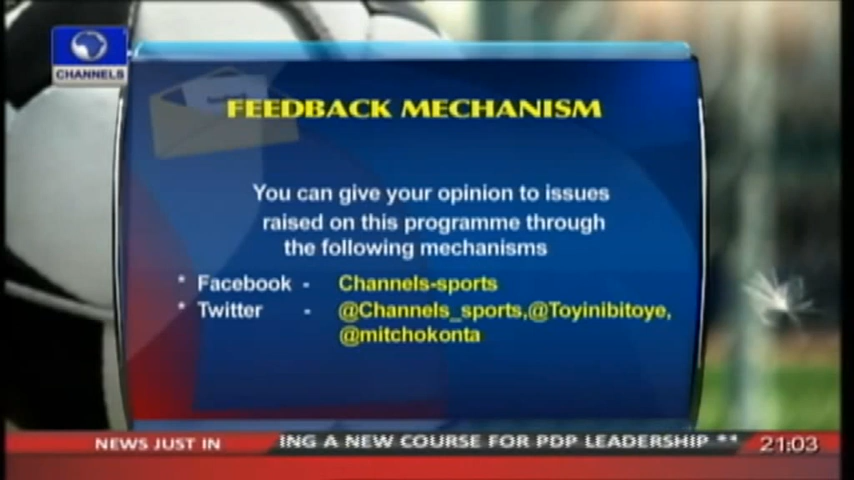 CHANNELS
FEEDBACK MECHANISM
You can give your opinion to issues
raised on this programme through
the following mechanisms
* Facebook - Channels-sports
* Twitter - @Channels_sports,@Toyinibitoye,
@mitchokonta
NEWS JUST IN ING A NEW COURSE FOR PDP LEADERSHIP ** 21:03